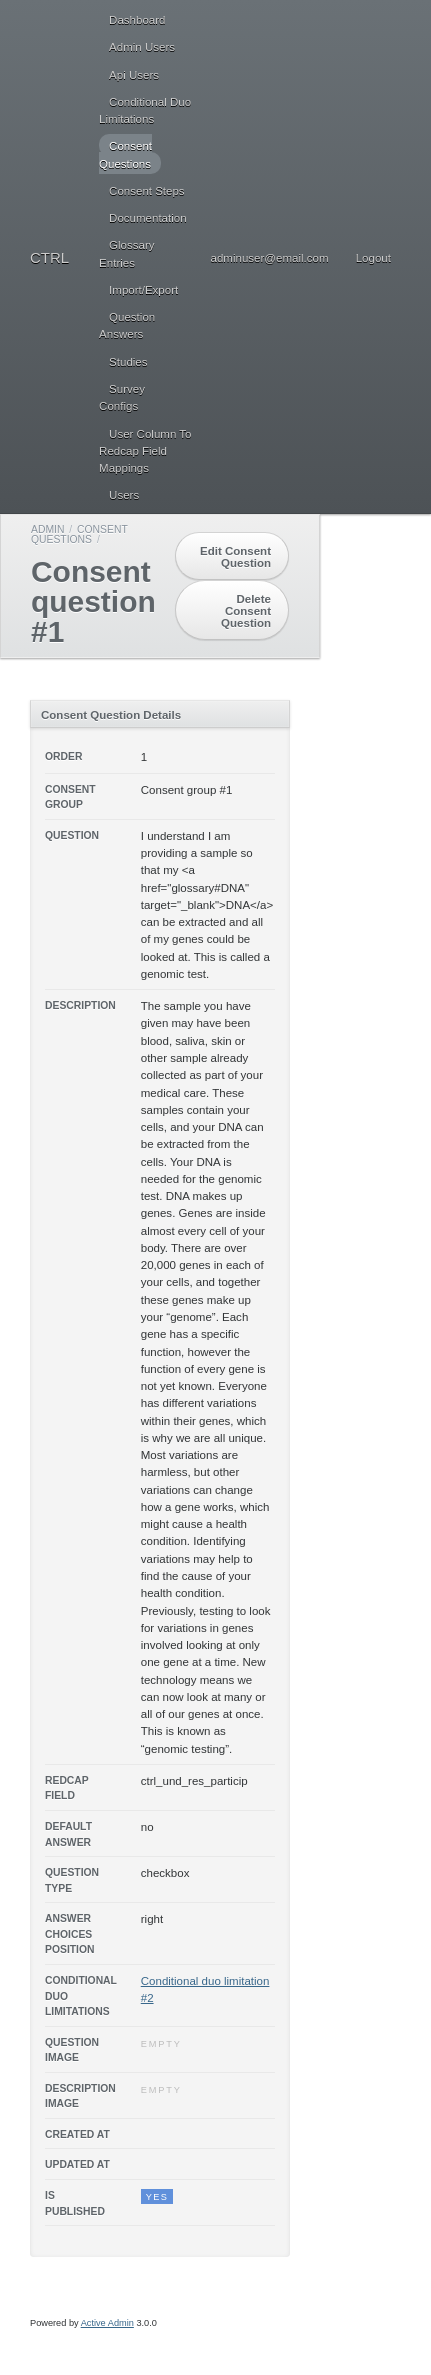 CTRL
Dashboard
Admin Users
Api Users
Conditional Duo
Limitations
Consent
Questions
Consent Steps
Documentation
Glossary
Entries
Import/Export
Question
Answers
Studies
Survey
Configs
User Column To
Redcap Field
Mappings
Users
adminuser@email.com
Logout
ADMIN / CONSENT
QUESTIONS /
Consent
question
#1
Edit Consent
Question
Delete
Consent
Question
Consent Question Details
ORDER
1
CONSENT
GROUP
Consent group #1
QUESTION
I understand I am
providing a sample so
that my <a
href="glossary#DNA"
target="_blank">DNA</a>
can be extracted and all
of my genes could be
looked at. This is called a
genomic test.
DESCRIPTION
The sample you have
given may have been
blood, saliva, skin or
other sample already
collected as part of your
medical care. These
samples contain your
cells, and your DNA can
be extracted from the
cells. Your DNA is
needed for the genomic
test. DNA makes up
genes. Genes are inside
almost every cell of your
body. There are over
20,000 genes in each of
your cells, and together
these genes make up
your “genome”. Each
gene has a specific
function, however the
function of every gene is
not yet known. Everyone
has different variations
within their genes, which
is why we are all unique.
Most variations are
harmless, but other
variations can change
how a gene works, which
might cause a health
condition. Identifying
variations may help to
find the cause of your
health condition.
Previously, testing to look
for variations in genes
involved looking at only
one gene at a time. New
technology means we
can now look at many or
all of our genes at once.
This is known as
“genomic testing”.
REDCAP
FIELD
ctrl_und_res_particip
DEFAULT
ANSWER
no
QUESTION
TYPE
checkbox
ANSWER
CHOICES
POSITION
right
CONDITIONAL
DUO
LIMITATIONS
Conditional duo limitation
#2
QUESTION
IMAGE
EMPTY
DESCRIPTION
IMAGE
EMPTY
CREATED AT
UPDATED AT
IS
PUBLISHED
YES
Powered by Active Admin 3.0.0